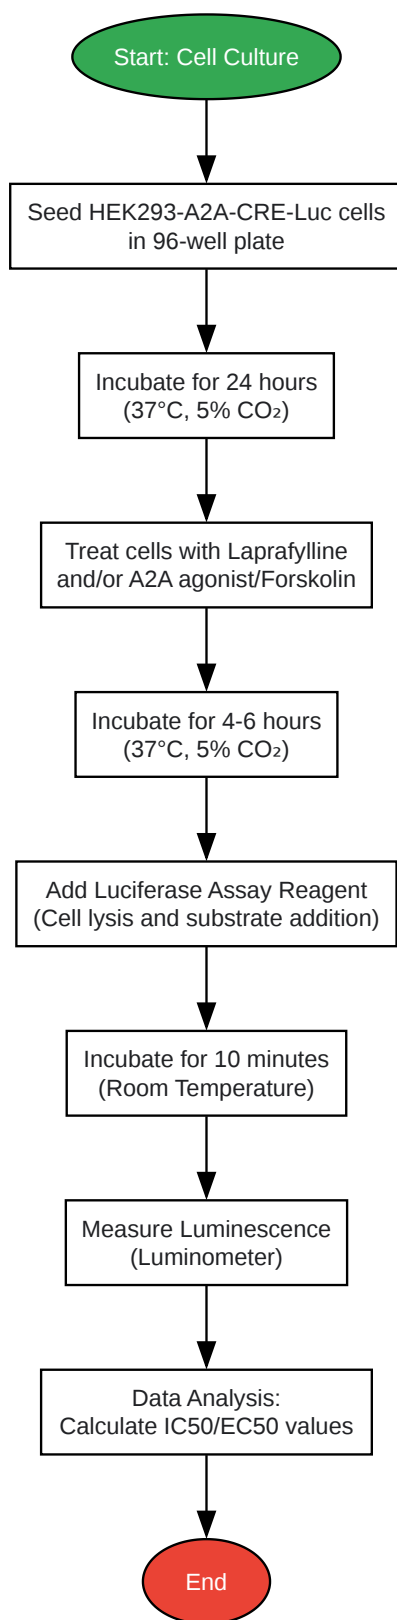 Start: Cell Culture
Seed HEK293-A2A-CRE-Luc cells
in 96-well plate
Incubate for 24 hours
(37°C, 5% CO₂)
Treat cells with Laprafylline
and/or A2A agonist/Forskolin
Incubate for 4-6 hours
(37°C, 5% CO₂)
Add Luciferase Assay Reagent
(Cell lysis and substrate addition)
Incubate for 10 minutes
(Room Temperature)
Measure Luminescence
(Luminometer)
Data Analysis:
Calculate IC50/EC50 values
End